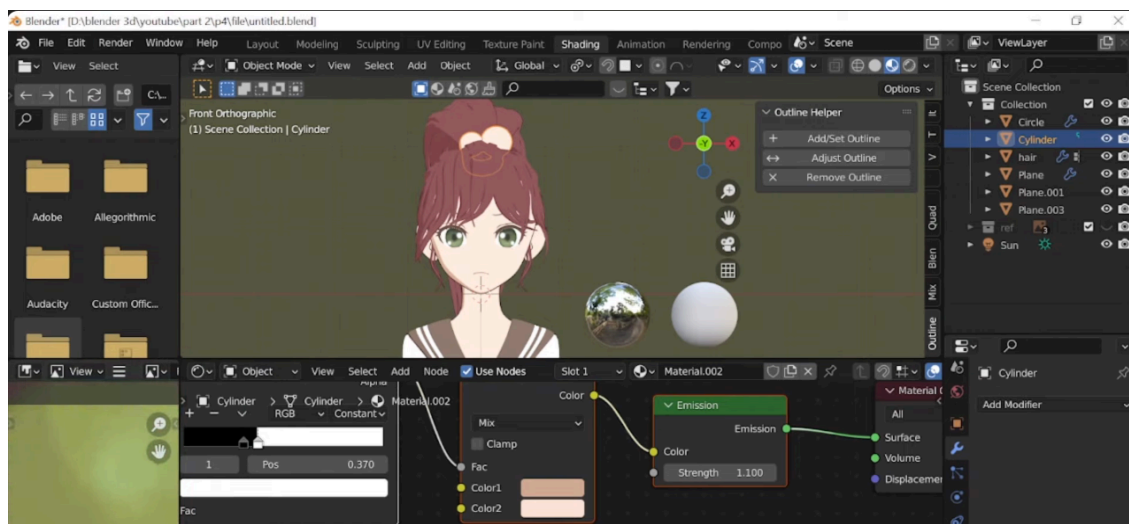 Blender* [D:\blender 3d\youtube\part 2\p4\file\untitled.blend]
File Edit Render Window Help Layout Modeling Sculpting UV Editing Texture Paint Shading Animation Rendering Compo Scene ViewLayer
View Select Object Mode View Select Add Object Global
C:\..
Options
Front Orthographic
(1) Scene Collection | Cylinder
Z
-Y
X
Outline Helper
Add/Set Outline
Adjust Outline
Remove Outline
Quad
Blen
Mix
Outline
Adobe
Allegorithmic
Audacity
Custom Offic...
Scene Collection
Collection
Circle
Cylinder
hair
Plane
Plane.001
Plane.003
ref 3
Sun
View Object View Select Add Node Use Nodes Slot 1 Material.002
Cylinder > Cylinder > Material.002
Alpha
RGB Constant
1 Pos 0.370
Fac
Color
Mix
Clamp
Fac
Color1
Color2
Emission
Emission
Color
Strength 1.100
Material
All
Surface
Volume
Displacemen
Cylinder
Add Modifier